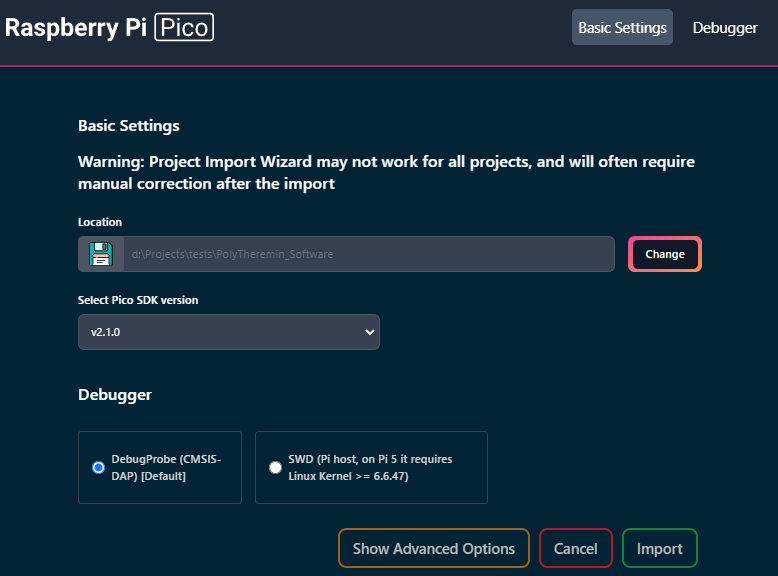 Raspberry Pi Pico
Basic Settings
Debugger
Basic Settings
Warning: Project Import Wizard may not work for all projects, and will often require
manual correction after the import
Location
d:\Projects\tests\PolyTheremin_Software
Change
Select Pico SDK version
v2.1.0
Debugger
DebugProbe (CMSIS-
DAP) [Default]
SWD (Pi host, on Pi 5 it requires
Linux Kernel >= 6.6.47)
Show Advanced Options
Cancel
Import